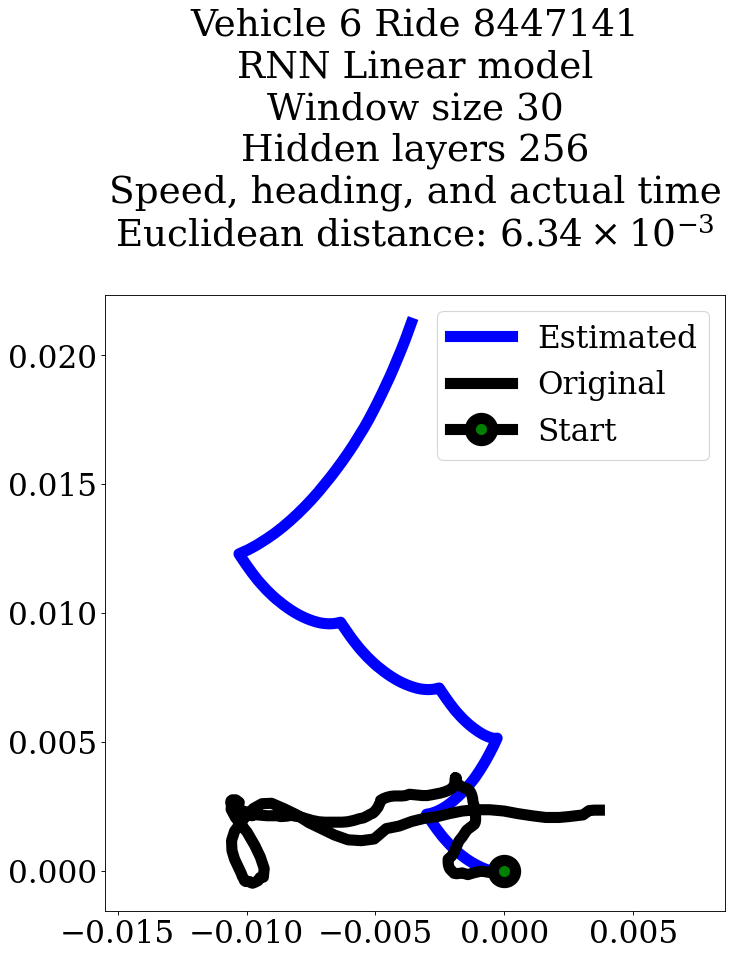 Vehicle 6 Ride 8447141
RNN Linear model
Window size 30
Hidden layers 256
Speed, heading, and actual time
Euclidean distance: 6.34 × 10⁻³
Estimated
Original
Start
0.020
0.015
0.010
0.005
0.000
−0.015 −0.010 −0.005 0.000 0.005